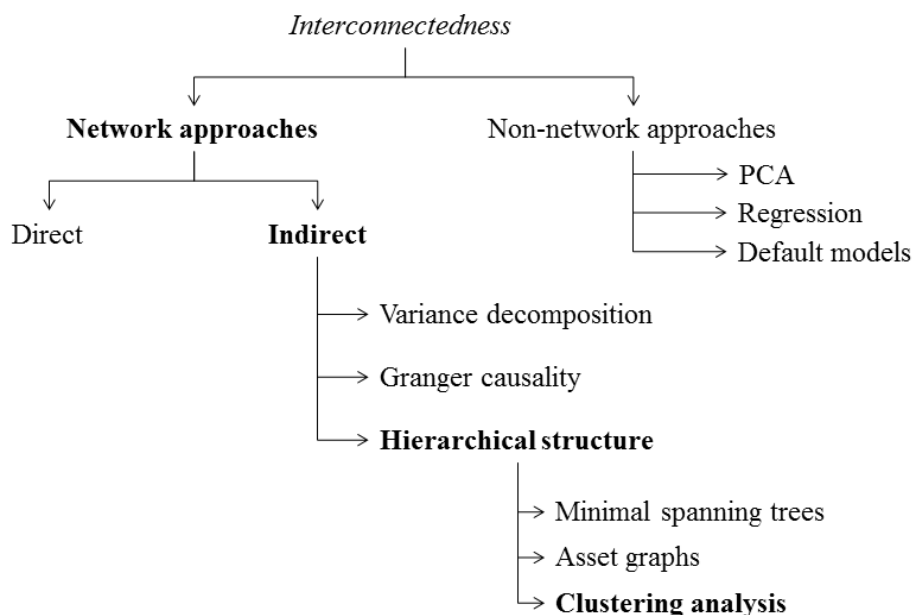 Interconnectedness
Network approaches
Non-network approaches
PCA
Regression
Default models
Direct
Indirect
Variance decomposition
Granger causality
Hierarchical structure
Minimal spanning trees
Asset graphs
Clustering analysis